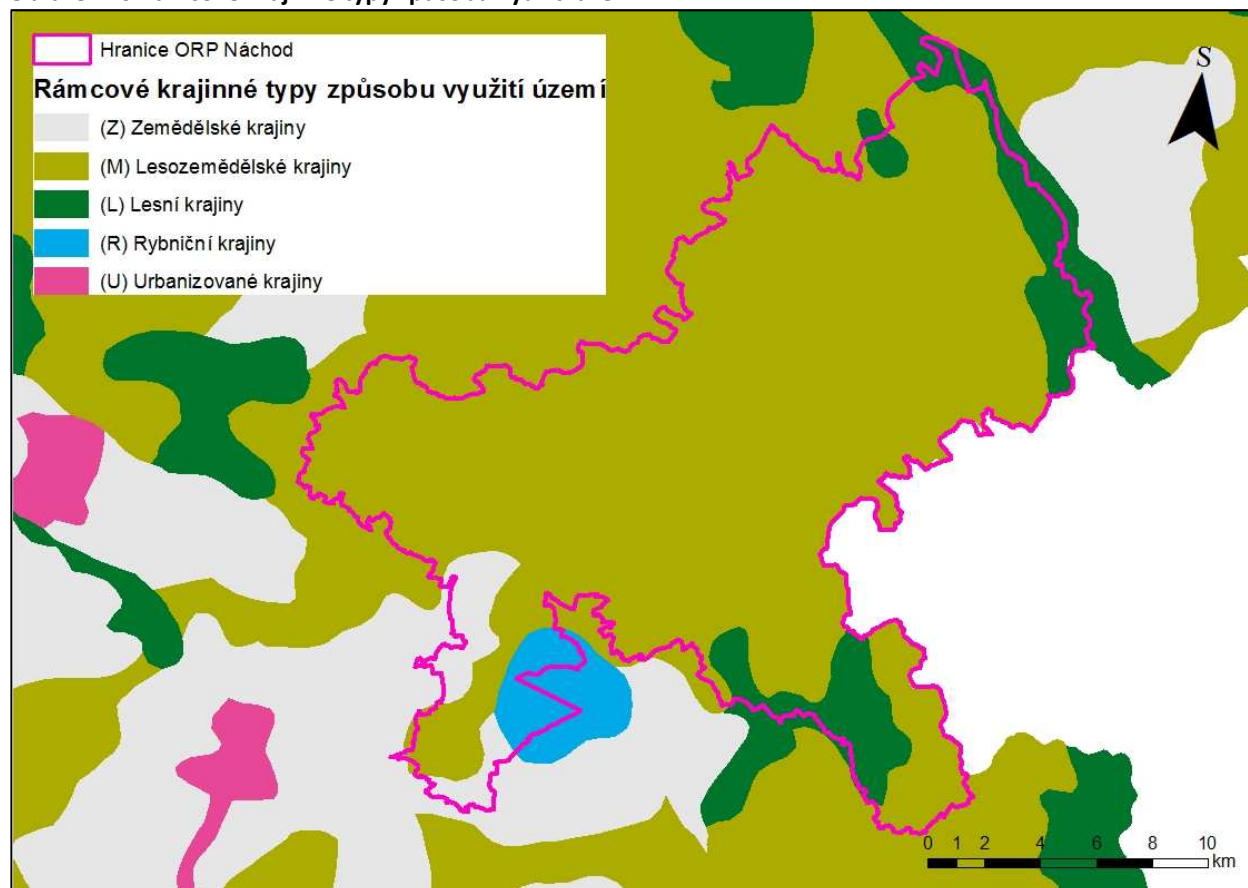 Hranice ORP Náchod
Rámcové krajinné typy způsobu využití území
(Z) Zemědělské krajiny
(M) Lesozemědělské krajiny
(L) Lesní krajiny
(R) Rybniční krajiny
(U) Urbanizované krajiny
S
0 1 2 4 6 8 10
km